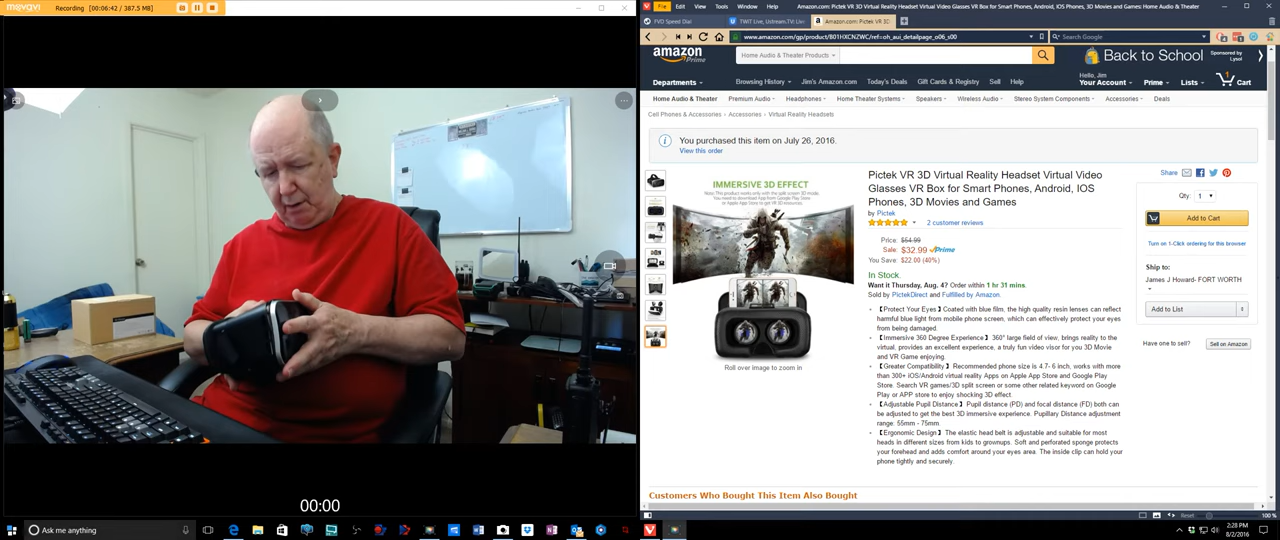 movavi
Recording (00:06:42 / 387.5 MB)
00:00
Ask me anything
File Edit View Tools Window Help
Amazon.com: Pictek VR 3D Virtual Reality Headset Virtual Video Glasses VR Box for Smart Phones, Android, IOS Phones, 3D Movies and Games: Home Audio & Theater
FVD Speed Dial
TWiT Live, Ustream.TV: Live
Amazon.com: Pictek VR 3D
www.amazon.com/gp/product/B01HXCNZWC/ref=oh_aui_detailpage_o06_s00
Search Google
amazon
Prime
Home Audio & Theater Products
Back to School
Sponsored by
Lysol
Departments
Browsing History
Jim's Amazon.com
Today's Deals
Gift Cards & Registry
Sell
Help
Hello, Jim
Your Account
Prime
Lists
1
Cart
Home Audio & Theater
Premium Audio
Headphones
Home Theater Systems
Speakers
Wireless Audio
Stereo System Components
Accessories
Deals
Cell Phones & Accessories › Accessories › Virtual Reality Headsets
You purchased this item on July 26, 2016.
View this order
IMMERSIVE 3D EFFECT
Roll over image to zoom in
Pictek VR 3D Virtual Reality Headset Virtual Video
Glasses VR Box for Smart Phones, Android, IOS
Phones, 3D Movies and Games
by Pictek
2 customer reviews
Price: $54.99
Sale: $32.99 Prime
You Save: $22.00 (40%)
In Stock.
Want it Thursday, Aug. 4? Order within 1 hr 31 mins.
Sold by PictekDirect and Fulfilled by Amazon.
• 【Protect Your Eyes】Coated with blue film, the high quality resin lenses can reflect
harmful blue light from mobile phone screen, which can effectively protect your eyes
from being damaged.
• 【Immersive 360 Degree Experience】 360° large field of view, brings reality to the
virtual, provides an excellent experience, a truly fun video visor for you 3D Movie
and VR Game enjoying.
• 【Greater Compatibility】 Recommended phone size is 4.7- 6 inch, works with more
than 300+ iOS/Android virtual reality Apps on Apple App Store and Google Play
Store. Search VR games/3D split screen or some other related keyword on Google
Play or APP store to enjoy shocking 3D effect.
• 【Adjustable Pupil Distance】 Pupil distance (PD) and focal distance (FD) both can
be adjusted to get the best 3D immersive experience. Pupillary Distance adjustment
range: 55mm - 75mm
• 【Ergonomic Design】 The elastic head belt is adjustable and suitable for most
heads in different sizes from kids to grownups. Soft and perforated sponge protects
your forehead and adds comfort around your eyes area. The inside clip can hold your
phone tightly and securely.
Share
Qty: 1
Add to Cart
Turn on 1-Click ordering for this browser
Ship to:
James J Howard- FORT WORTH
Add to List
Have one to sell?
Sell on Amazon
Customers Who Bought This Item Also Bought
Reset
100 %
2:28 PM
8/2/2016